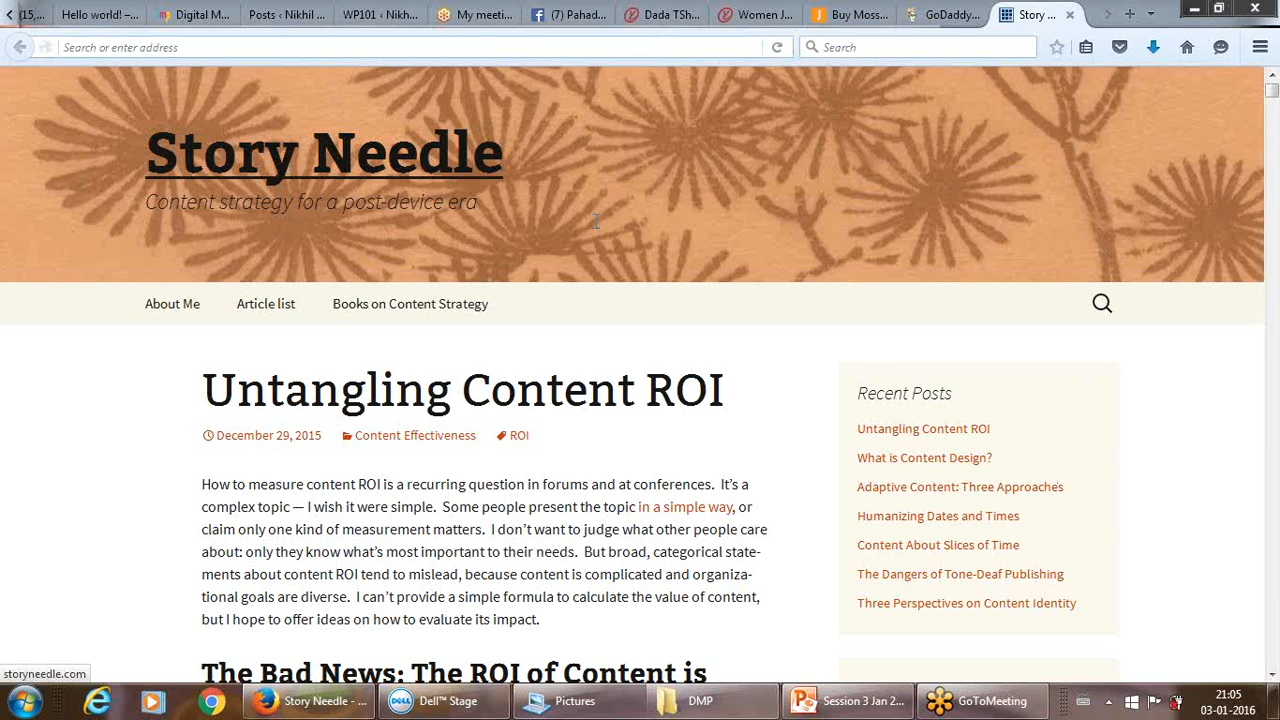 (15,...
Hello world! –...
Digital M...
Posts ‹ Nikhil ...
WP101 ‹ Nikh...
My meeti...
(7) Pahad...
Dada TSh...
Women J...
Buy Moss...
GoDaddy...
Story ...
Search or enter address
Search
Story Needle
Content strategy for a post-device era
About Me
Article list
Books on Content Strategy
Untangling Content ROI
December 29, 2015
Content Effectiveness
ROI
How to measure content ROI is a recurring question in forums and at conferences. It’s a
complex topic — I wish it were simple. Some people present the topic in a simple way, or
claim only one kind of measurement matters. I don’t want to judge what other people care
about: only they know what’s most important to their needs. But broad, categorical state-
ments about content ROI tend to mislead, because content is complicated and organiza-
tional goals are diverse. I can’t provide a simple formula to calculate the value of content,
but I hope to offer ideas on how to evaluate its impact.
The Bad News: The ROI of Content is
Recent Posts
Untangling Content ROI
What is Content Design?
Adaptive Content: Three Approaches
Humanizing Dates and Times
Content About Slices of Time
The Dangers of Tone-Deaf Publishing
Three Perspectives on Content Identity
storyneedle.com
Story Needle - ...
Dell™ Stage
Pictures
DMP
Session 3 Jan 2...
GoToMeeting
21:05
03-01-2016